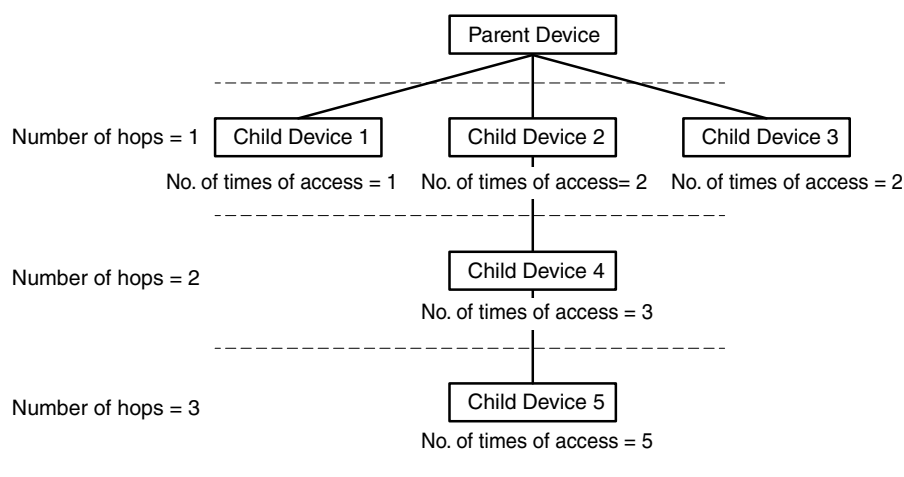 Parent Device
Number of hops = 1
Child Device 1
Child Device 2
Child Device 3
No. of times of access = 1
No. of times of access= 2
No. of times of access = 2
Number of hops = 2
Child Device 4
No. of times of access = 3
Number of hops = 3
Child Device 5
No. of times of access = 5